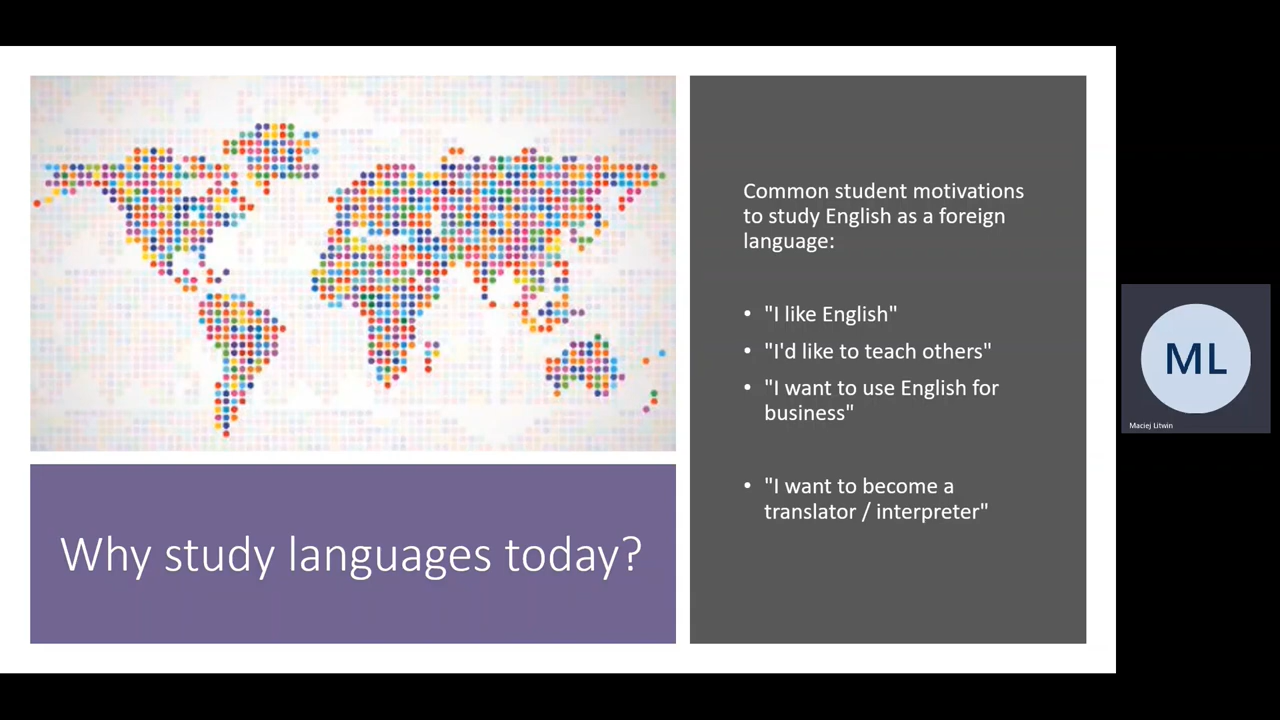 Why study languages today?
Common student motivations
to study English as a foreign
language:
• "I like English"
• "I'd like to teach others"
• "I want to use English for
business"
• "I want to become a
translator / interpreter"
ML
Maciej Litwin